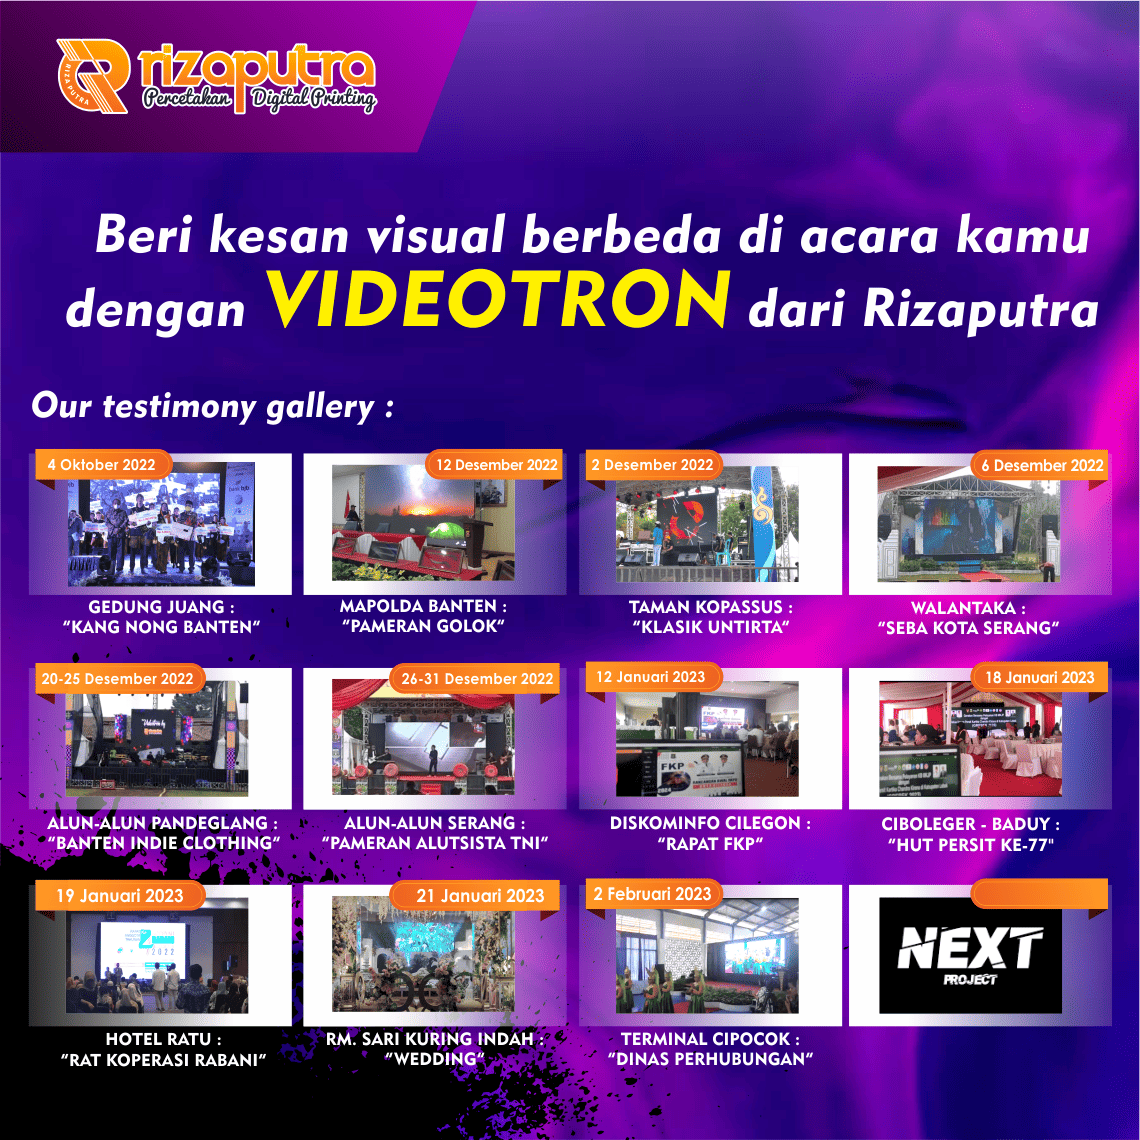 rizaputra
Percetakan Digital Printing
RIZAPUTRA
Beri kesan visual berbeda di acara kamu
dengan VIDEOTRON dari Rizaputra
Our testimony gallery :
4 Oktober 2022
12 Desember 2022
2 Desember 2022
6 Desember 2022
GEDUNG JUANG :
“KANG NONG BANTEN“
MAPOLDA BANTEN :
“PAMERAN GOLOK“
TAMAN KOPASSUS :
“KLASIK UNTIRTA“
WALANTAKA :
“SEBA KOTA SERANG“
20-25 Desember 2022
26-31 Desember 2022
12 Januari 2023
18 Januari 2023
FKP
ALUN-ALUN PANDEGLANG :
“BANTEN INDIE CLOTHING“
ALUN-ALUN SERANG :
“PAMERAN ALUTSISTA TNI“
DISKOMINFO CILEGON :
“RAPAT FKP“
CIBOLEGER - BADUY :
“HUT PERSIT KE-77"
19 Januari 2023
21 Januari 2023
2 Februari 2023
2022
NEXT
PROJECT
HOTEL RATU :
“RAT KOPERASI RABANI”
RM. SARI KURING INDAH :
“WEDDING“
TERMINAL CIPOCOK :
“DINAS PERHUBUNGAN“